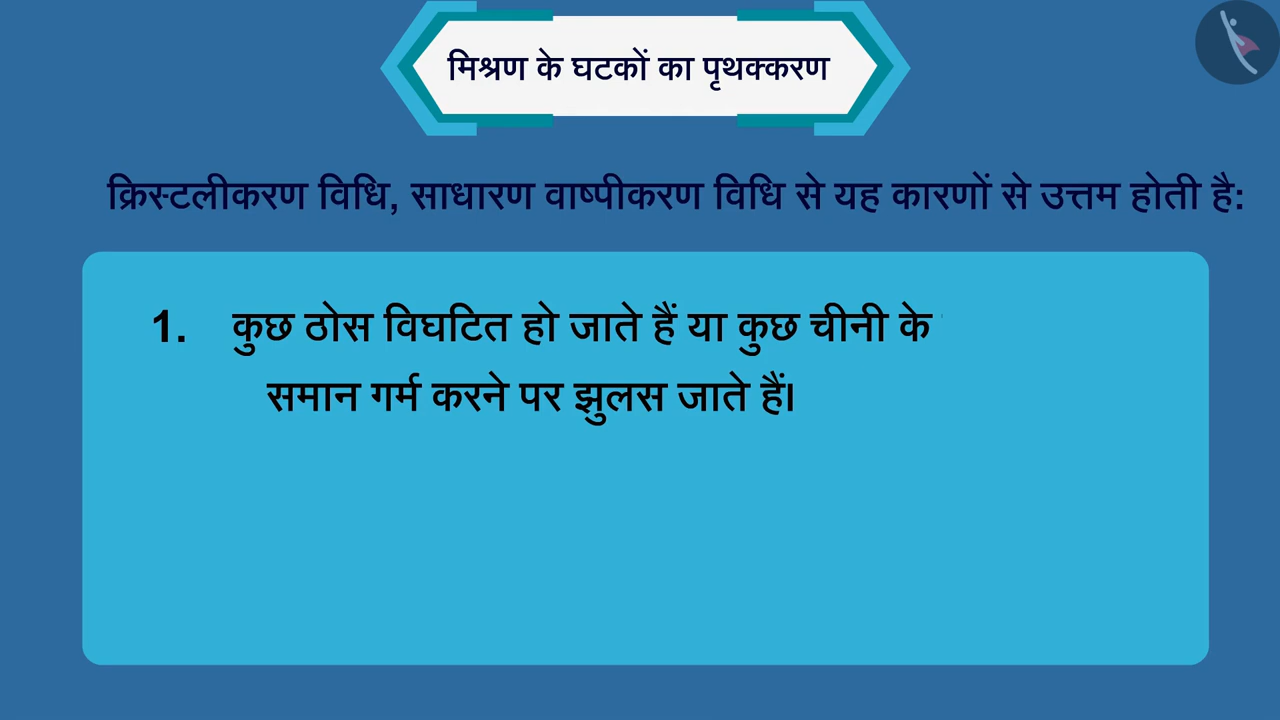 मिश्रण के घटकों का पृथक्करण
क्रिस्टलीकरण विधि, साधारण वाष्पीकरण विधि से यह कारणों से उत्तम होती है:
1. कुछ ठोस विघटित हो जाते हैं या कुछ चीनी के
समान गर्म करने पर झुलस जाते हैं।